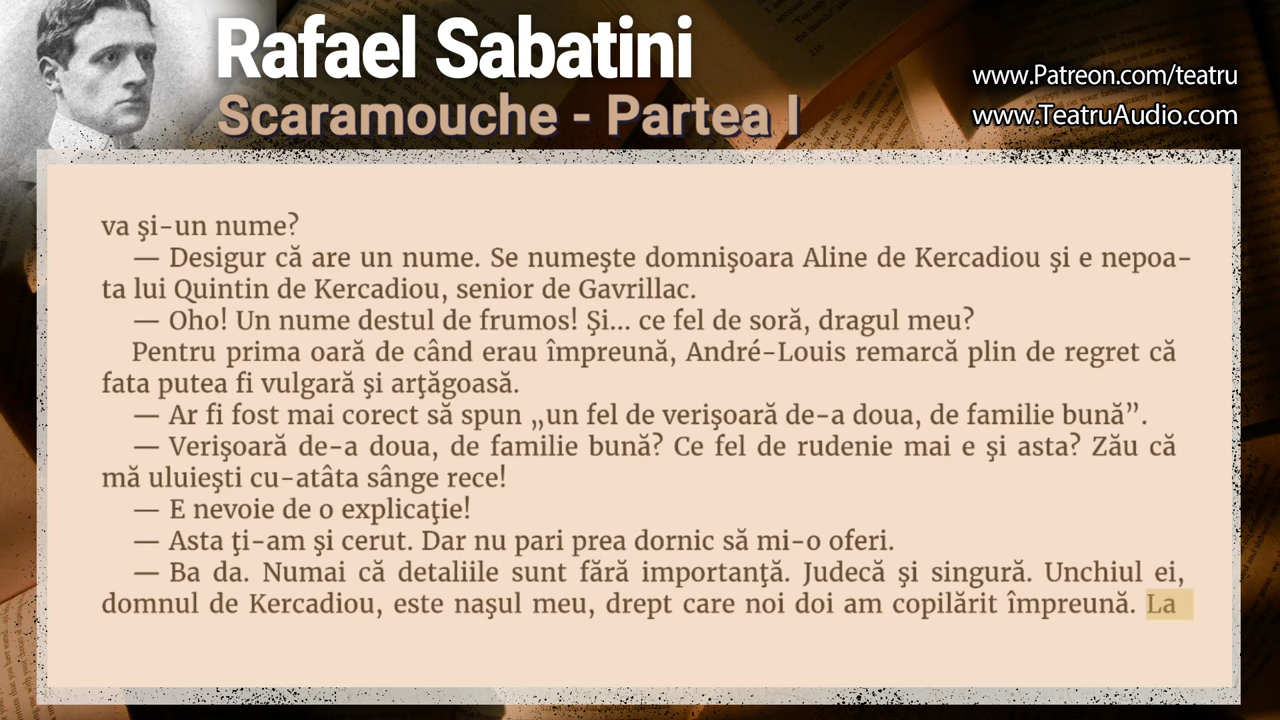 Rafael Sabatini
Scaramouche - Partea I
www.Patreon.com/teatru
www.TeatruAudio.com
va şi-un nume?
— Desigur că are un nume. Se numeşte domnişoara Aline de Kercadiou şi e nepoa-
ta lui Quintin de Kercadiou, senior de Gavrillac.
— Oho! Un nume destul de frumos! Şi... ce fel de soră, dragul meu?
Pentru prima oară de când erau împreună, André-Louis remarcă plin de regret că
fata putea fi vulgară şi arţăgoasă.
— Ar fi fost mai corect să spun „un fel de verişoară de-a doua, de familie bună”.
— Verişoară de-a doua, de familie bună? Ce fel de rudenie mai e şi asta? Zău că
mă uluieşti cu-atâta sânge rece!
— E nevoie de o explicaţie!
— Asta ţi-am şi cerut. Dar nu pari prea dornic să mi-o oferi.
— Ba da. Numai că detaliile sunt fără importanţă. Judecă şi singură. Unchiul ei,
domnul de Kercadiou, este naşul meu, drept care noi doi am copilărit împreună. La